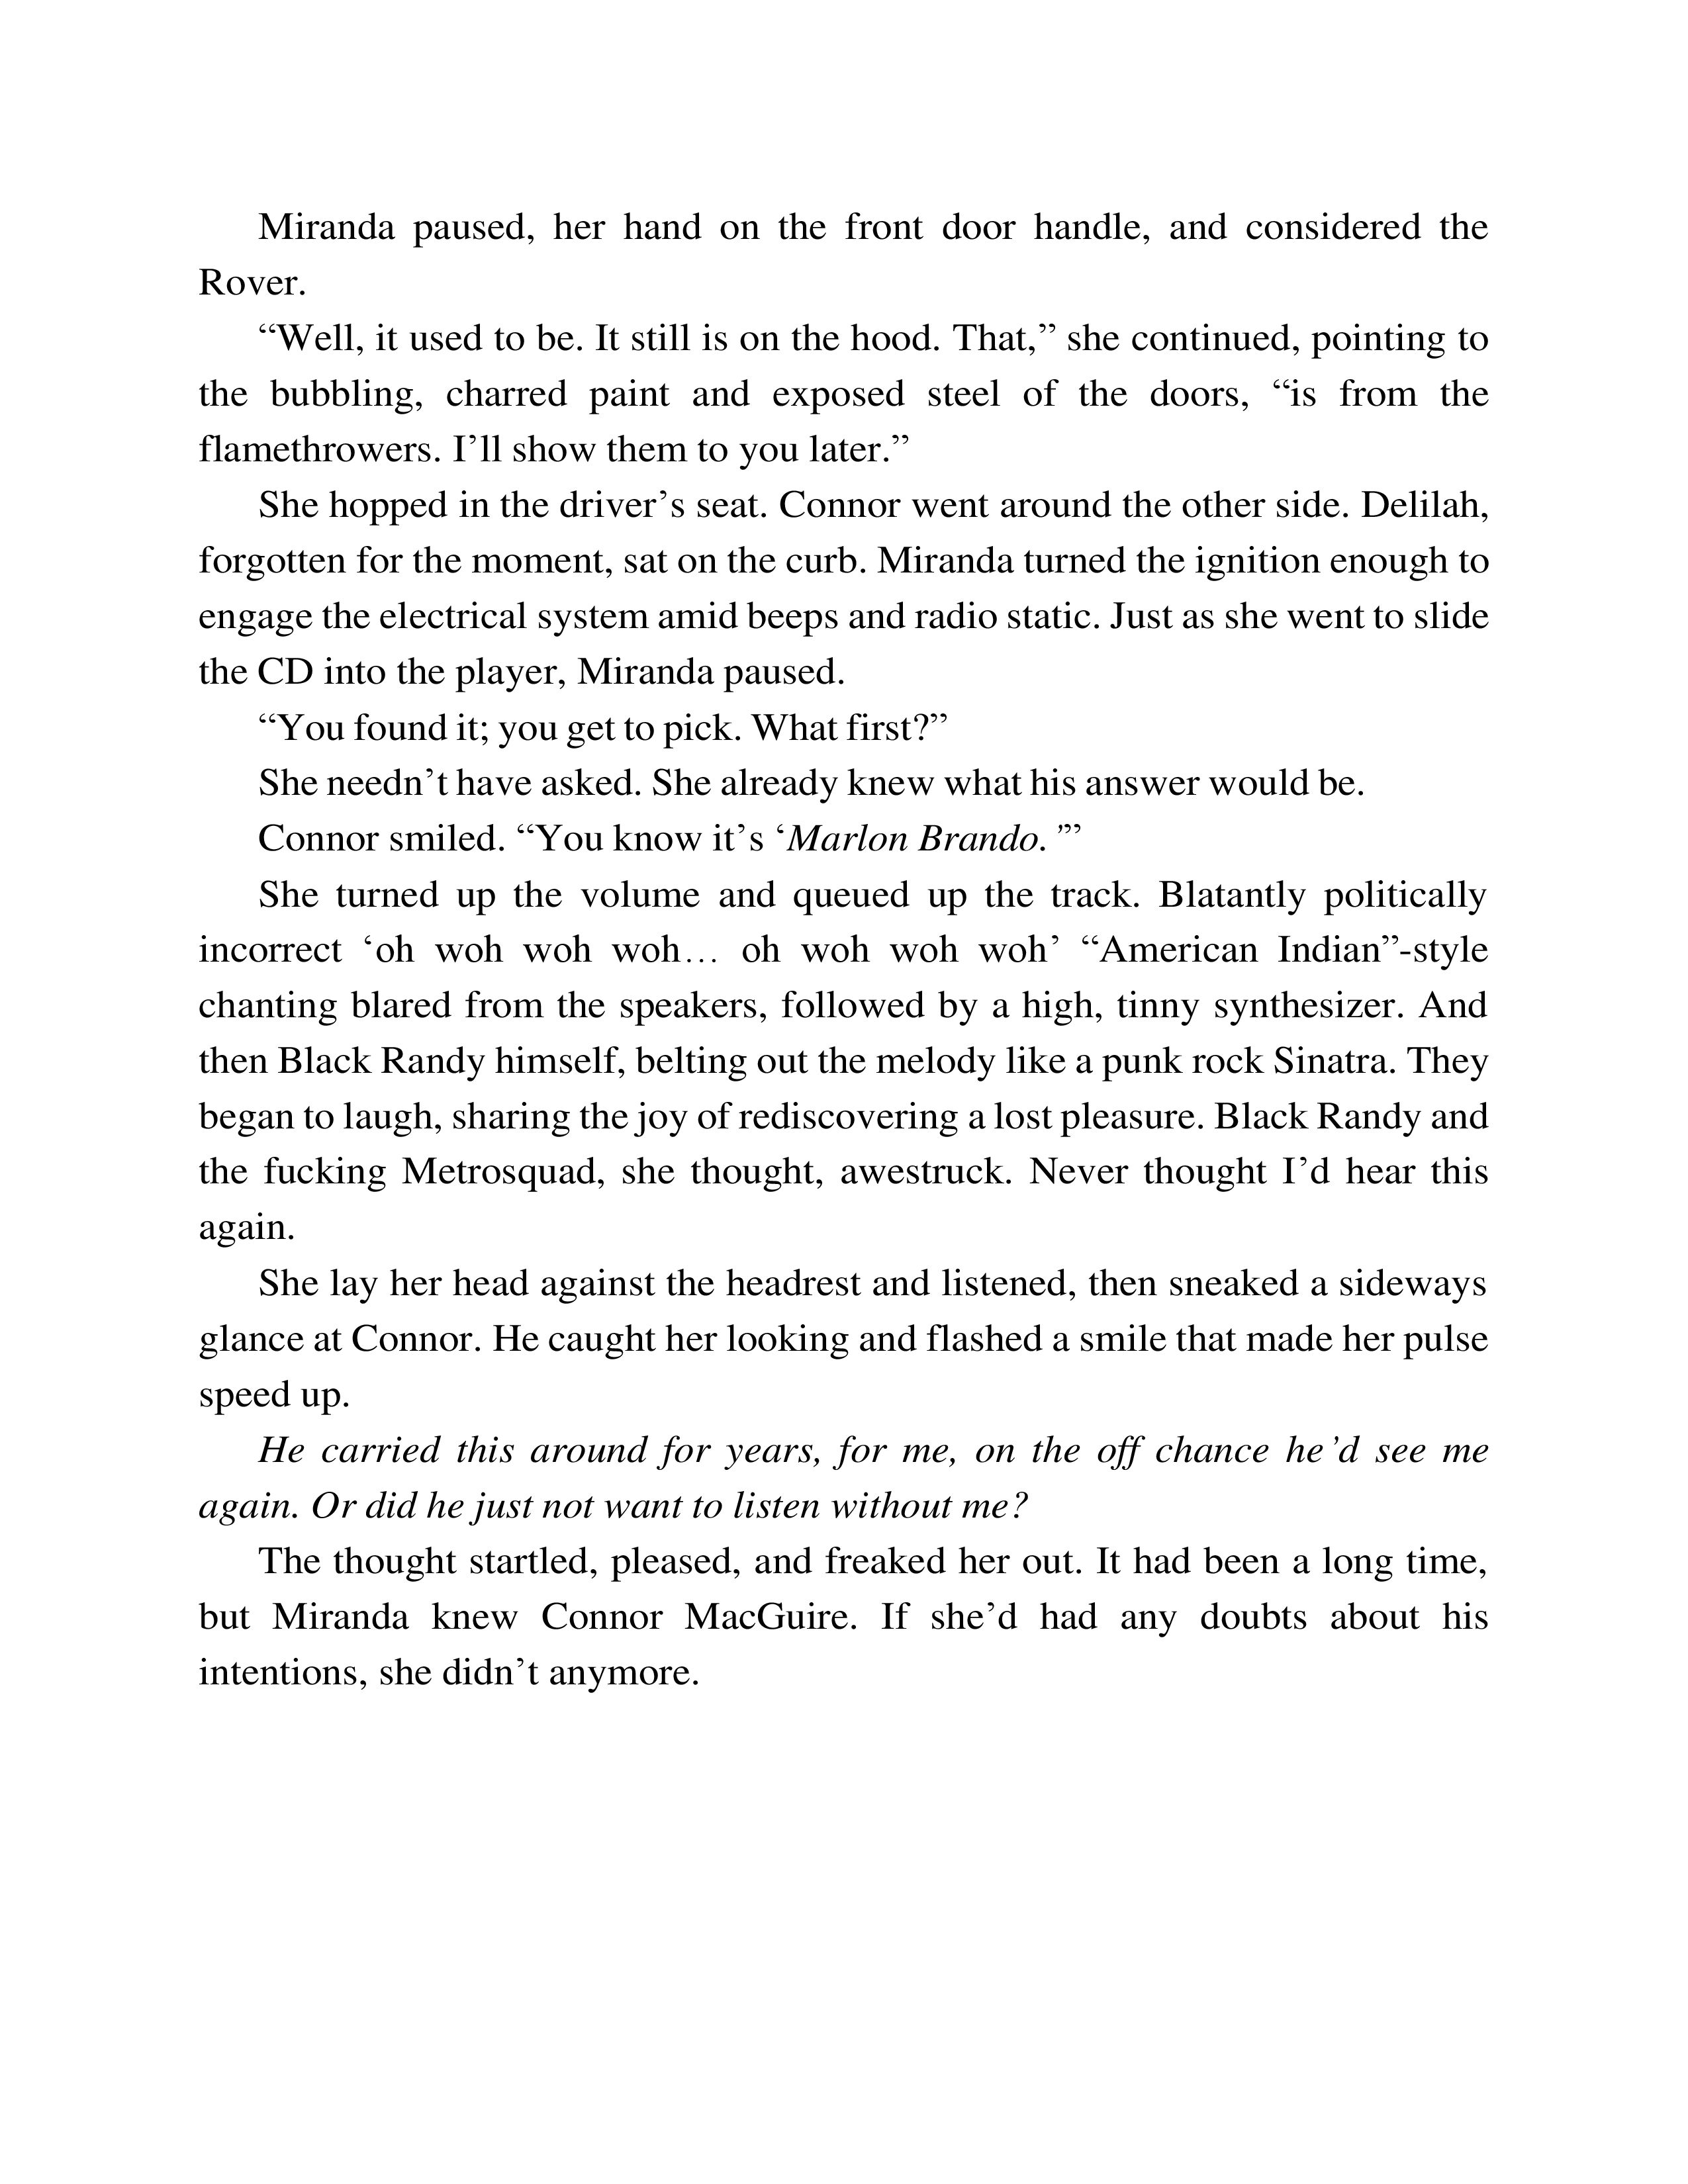 Miranda paused, her hand on the front door handle, and considered the
Rover.
“Well, it used to be. It still is on the hood. That,” she continued, pointing to
the bubbling, charred paint and exposed steel of the doors, “is from the
flamethrowers. I’ll show them to you later.”
She hopped in the driver’s seat. Connor went around the other side. Delilah,
forgotten for the moment, sat on the curb. Miranda turned the ignition enough to
engage the electrical system amid beeps and radio static. Just as she went to slide
the CD into the player, Miranda paused.
“You found it; you get to pick. What first?”
She needn’t have asked. She already knew what his answer would be.
Connor smiled. “You know it’s ‘Marlon Brando.’”
She turned up the volume and queued up the track. Blatantly politically
incorrect ‘oh woh woh woh… oh woh woh woh’ “American Indian”-style
chanting blared from the speakers, followed by a high, tinny synthesizer. And
then Black Randy himself, belting out the melody like a punk rock Sinatra. They
began to laugh, sharing the joy of rediscovering a lost pleasure. Black Randy and
the fucking Metrosquad, she thought, awestruck. Never thought I’d hear this
again.
She lay her head against the headrest and listened, then sneaked a sideways
glance at Connor. He caught her looking and flashed a smile that made her pulse
speed up.
He carried this around for years, for me, on the off chance he’d see me
again. Or did he just not want to listen without me?
The thought startled, pleased, and freaked her out. It had been a long time,
but Miranda knew Connor MacGuire. If she’d had any doubts about his
intentions, she didn’t anymore.